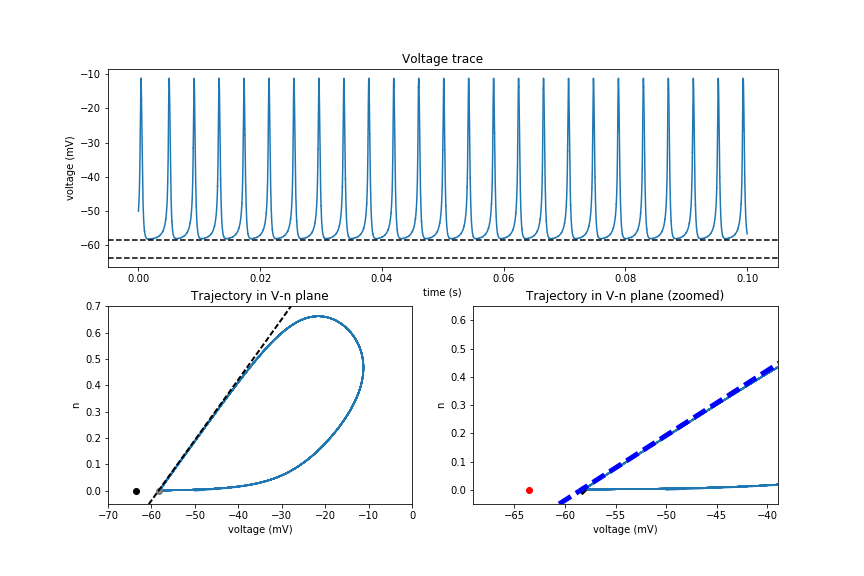 Voltage trace
voltage (mV)
−10
−20
−30
−40
−50
−60
0.00 0.02 0.04 0.06 0.08 0.10
time (s)
Trajectory in V-n plane
n
0.7
0.6
0.5
0.4
0.3
0.2
0.1
0.0
−70 −60 −50 −40 −30 −20 −10 0
voltage (mV)
Trajectory in V-n plane (zoomed)
n
0.6
0.5
0.4
0.3
0.2
0.1
0.0
−65 −60 −55 −50 −45 −40
voltage (mV)